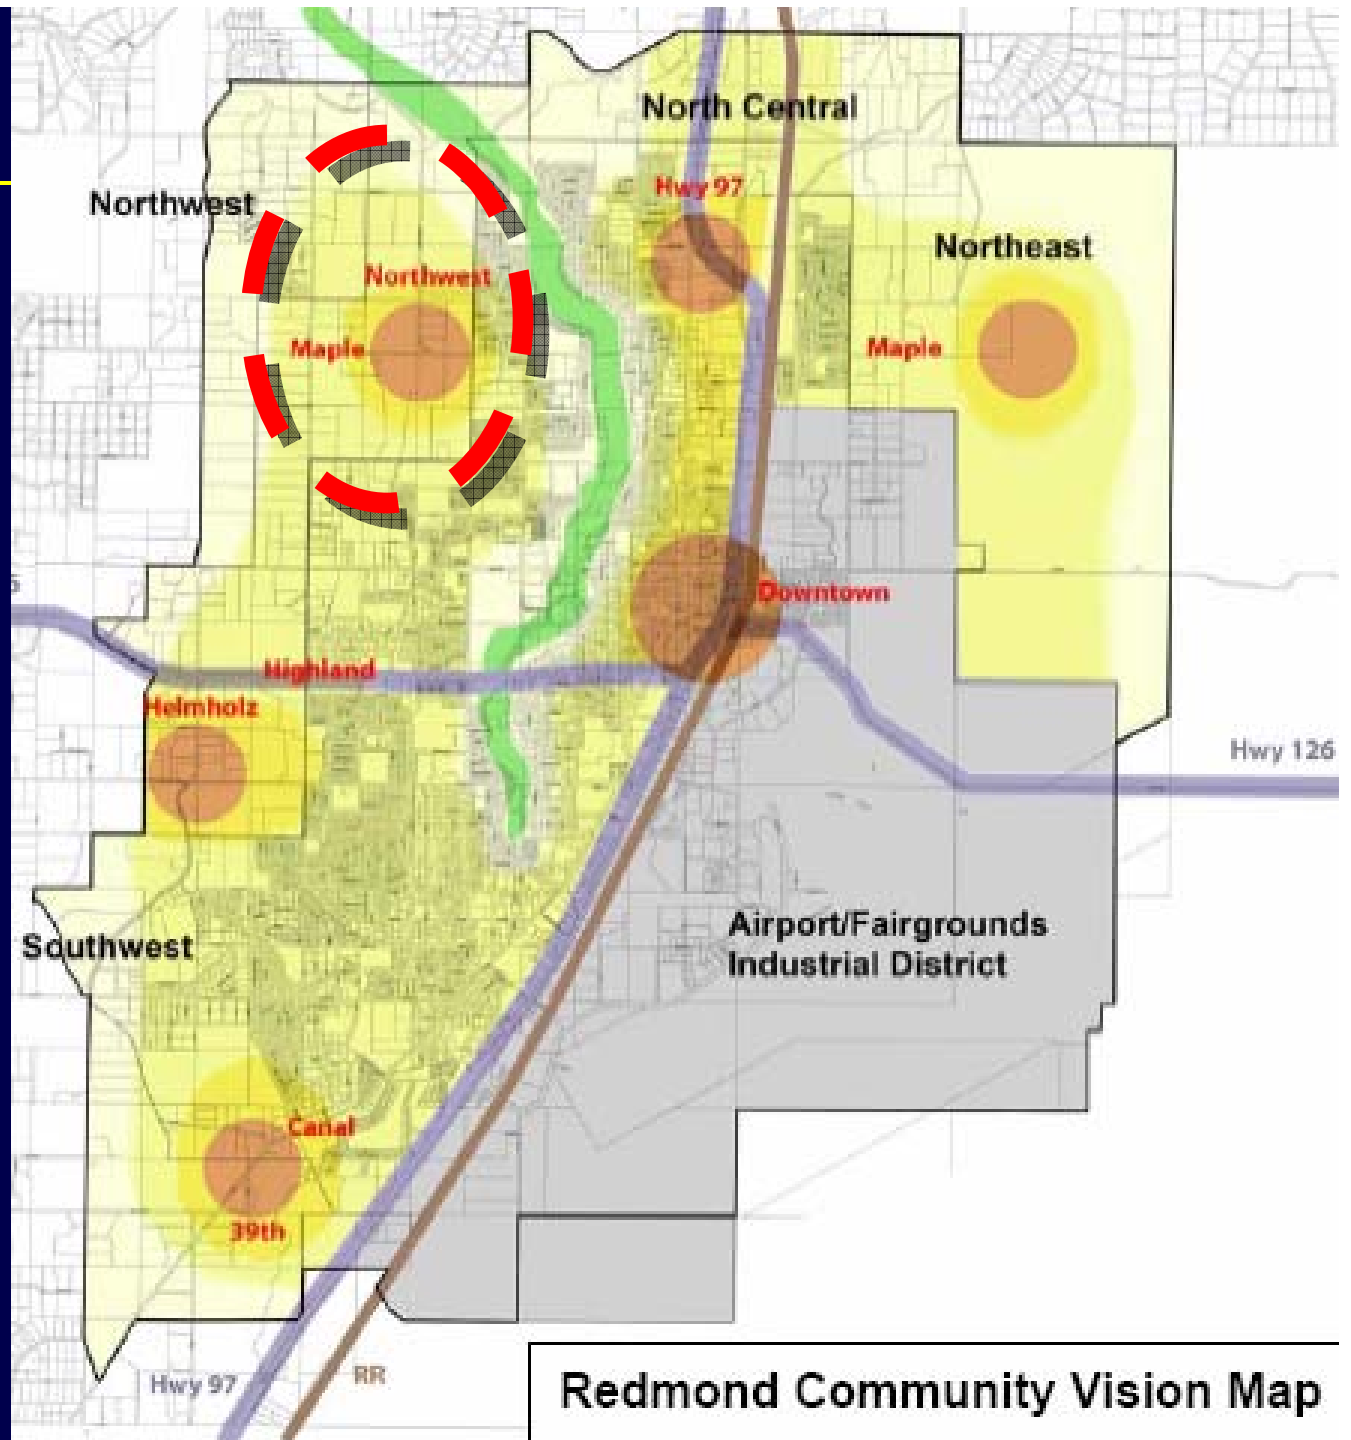 North Central
Hwy 97
Northwest
Northeast
Northwest
Maple
Maple
Downtown
Highland
Helmholz
Hwy 126
Airport/Fairgrounds
Industrial District
Southwest
Canal
39th
Hwy 97
RR
Redmond Community Vision Map